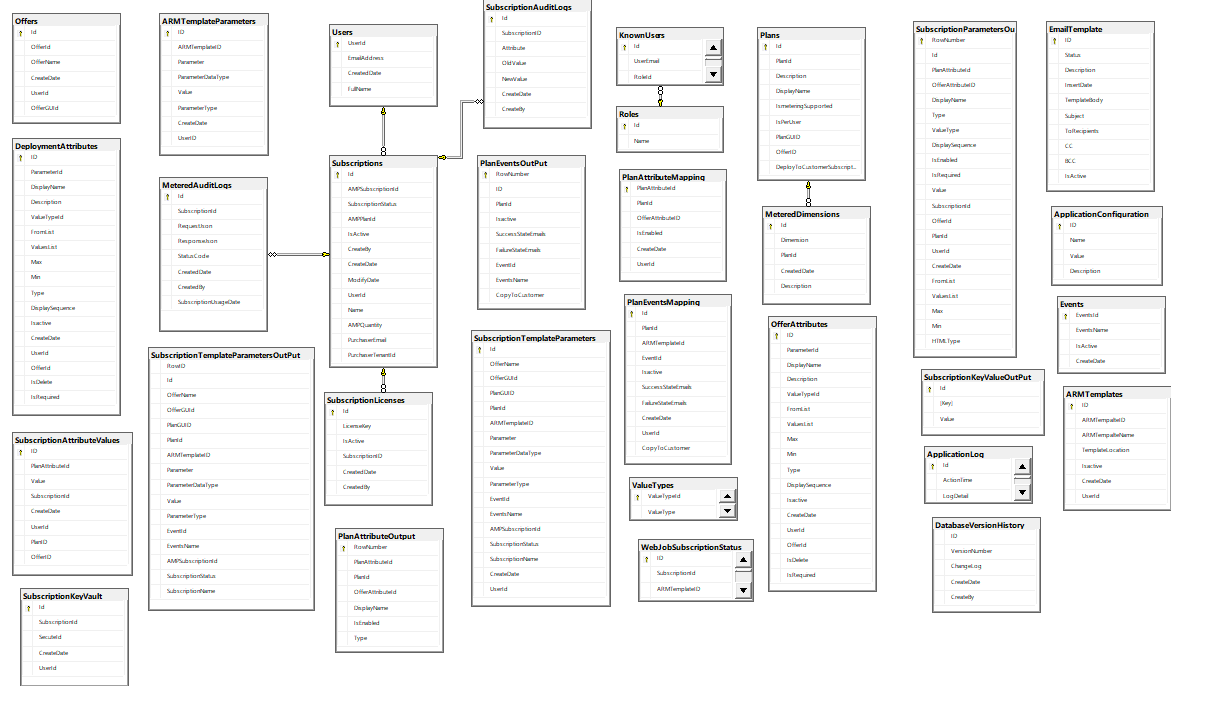 Offers
Id
OfferId
OfferName
CreateDate
UserId
OfferGUId
DeploymentAttributes
ID
ParameterId
DisplayName
Description
ValueTypeId
FromList
ValuesList
Max
Min
Type
DisplaySequence
Isactive
CreateDate
UserId
OfferId
IsDelete
IsRequired
SubscriptionAttributeValues
ID
PlanAttributeId
Value
SubscriptionId
CreateDate
UserId
PlanID
OfferID
SubscriptionKeyVault
Id
SubscriptionId
SecuteId
CreateDate
UserId
ARMTemplateParameters
ID
ARMTemplateID
Parameter
ParameterDataType
Value
ParameterType
CreateDate
UserID
MeteredAuditLogs
Id
SubscriptionId
RequestJson
ResponseJson
StatusCode
CreatedDate
CreatedBy
SubscriptionUsageDate
SubscriptionTemplateParametersOutPut
RowID
Id
OfferName
OfferGUId
PlanGUID
PlanId
ARMTemplateID
Parameter
ParameterDataType
Value
ParameterType
EventId
EventsName
AMPSubscriptionId
SubscriptionStatus
SubscriptionName
Users
UserId
EmailAddress
CreatedDate
FullName
Subscriptions
Id
AMPSubscriptionId
SubscriptionStatus
AMPPlanId
IsActive
CreateBy
CreateDate
ModifyDate
UserId
Name
AMPQuantity
PurchaserEmail
PurchaserTenantId
SubscriptionLicenses
Id
LicenseKey
IsActive
SubscriptionID
CreatedDate
CreatedBy
PlanAttributeOutput
RowNumber
PlanAttributeId
PlanId
OfferAttributeId
DisplayName
IsEnabled
Type
SubscriptionAuditLogs
Id
SubscriptionID
Attribute
OldValue
NewValue
CreateDate
CreateBy
PlanEventsOutPut
RowNumber
ID
PlanId
Isactive
SuccessStateEmails
FailureStateEmails
EventId
EventsName
CopyToCustomer
SubscriptionTemplateParameters
Id
OfferName
OfferGUId
PlanGUID
PlanId
ARMTemplateID
Parameter
ParameterDataType
Value
ParameterType
EventId
EventsName
AMPSubscriptionId
SubscriptionStatus
SubscriptionName
CreateDate
UserId
KnownUsers
Id
UserEmail
RoleId
Roles
Id
Name
PlanAttributeMapping
PlanAttributeId
PlanId
OfferAttributeID
IsEnabled
CreateDate
UserId
PlanEventsMapping
Id
PlanId
ARMTemplateId
EventId
Isactive
SuccessStateEmails
FailureStateEmails
CreateDate
UserId
CopyToCustomer
ValueTypes
ValueTypeId
ValueType
WebJobSubscriptionStatus
ID
SubscriptionId
ARMTemplateID
Plans
Id
PlanId
Description
DisplayName
IsmeteringSupported
IsPerUser
PlanGUID
OfferID
DeployToCustomerSubscript...
MeteredDimensions
Id
Dimension
PlanId
CreatedDate
Description
OfferAttributes
ID
ParameterId
DisplayName
Description
ValueTypeId
FromList
ValuesList
Max
Min
Type
DisplaySequence
Isactive
CreateDate
UserId
OfferId
IsDelete
IsRequired
SubscriptionParametersOu
RowNumber
Id
PlanAttributeId
OfferAttributeID
DisplayName
Type
ValueType
DisplaySequence
IsEnabled
IsRequired
Value
SubscriptionId
OfferId
PlanId
UserId
CreateDate
FromList
ValuesList
Max
Min
HTMLType
SubscriptionKeyValueOutPut
Id
[Key]
Value
ApplicationLog
Id
ActionTime
LogDetail
DatabaseVersionHistory
ID
VersionNumber
ChangeLog
CreateDate
CreateBy
EmailTemplate
ID
Status
Description
InsertDate
TemplateBody
Subject
ToRecipients
CC
BCC
IsActive
ApplicationConfiguration
ID
Name
Value
Description
Events
EventsId
EventsName
IsActive
CreateDate
ARMTemplates
ID
ARMTempalteID
ARMTempalteName
TemplateLocation
Isactive
CreateDate
UserId